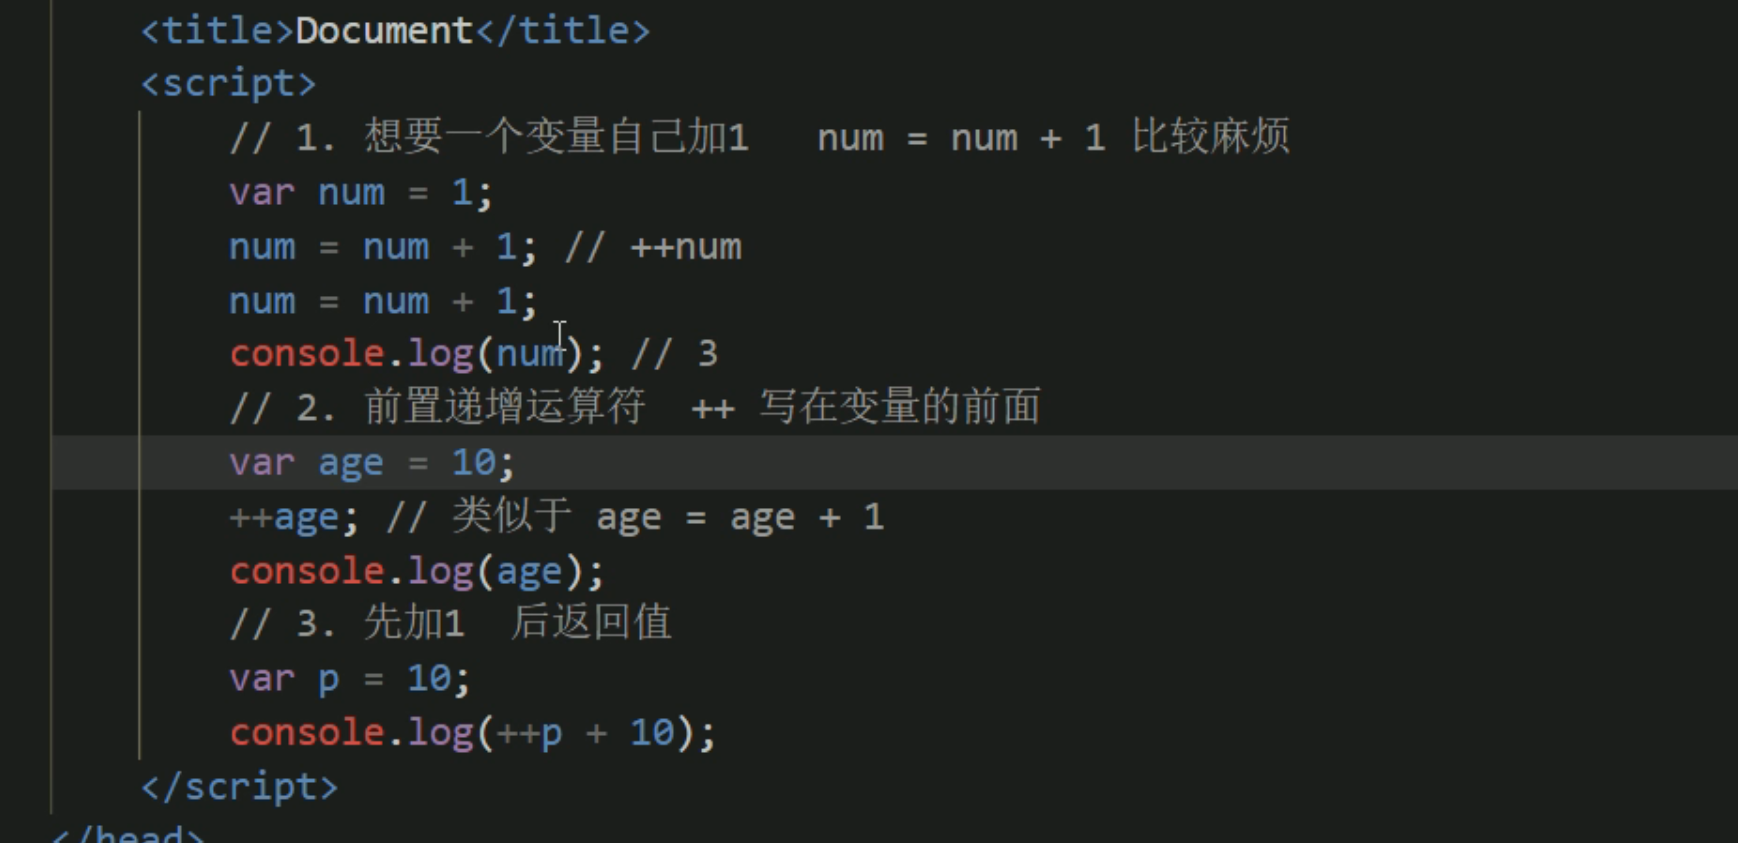 <title>Document</title>
<script>
// 1. 想要一个变量自己加1   num = num + 1 比较麻烦
var num = 1;
num = num + 1; // ++num
num = num + 1;
console.log(num); // 3
// 2. 前置递增运算符  ++ 写在变量的前面
var age = 10;
++age; // 类似于 age = age + 1
console.log(age);
// 3. 先加1  后返回值
var p = 10;
console.log(++p + 10);
</script>
</head>